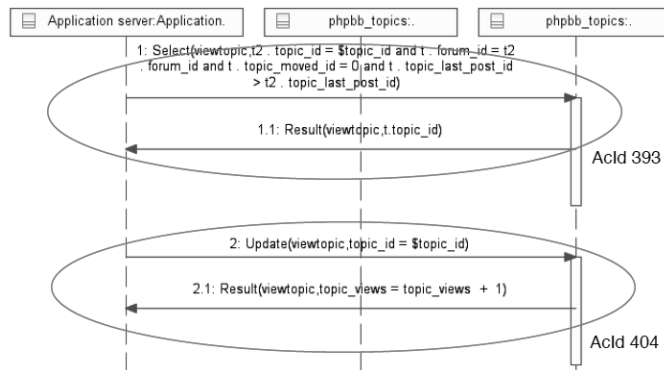 Application server:Application.
phpbb_topics:.
phpbb_topics:.
1: Select(viewtopic,t2 . topic_id = $topic_id and t . forum_id = t2
. forum_id and t . topic_moved_id = 0 and t . topic_last_post_id
> t2 . topic_last_post_id)
1.1: Result(viewtopic,t.topic_id)
AcId 393
2: Update(viewtopic,topic_id = $topic_id)
2.1: Result(viewtopic,topic_views = topic_views + 1)
AcId 404